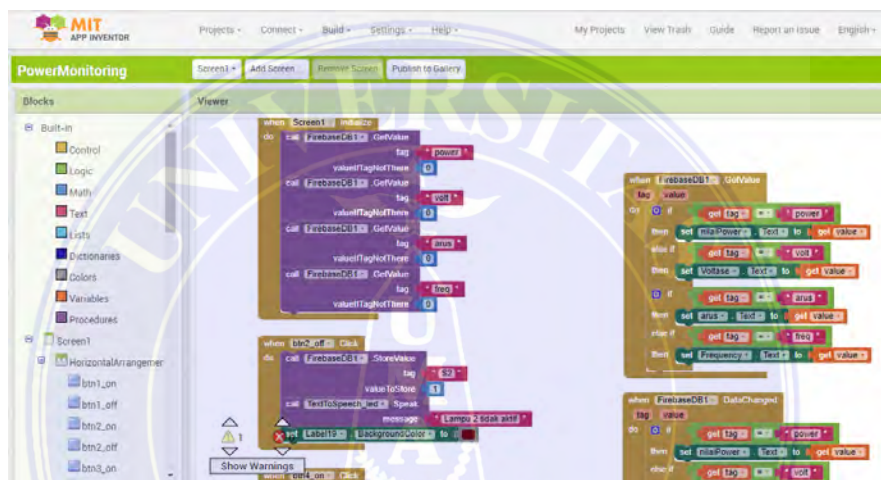 MIT
APP INVENTOR
Projects Connect Build Settings Help My Projects View Trash Guide Report an Issue English
PowerMonitoring
Screen1 Add Screen ... Remove Screen Publish to Gallery
Blocks
Viewer
Built-in
Control
Logic
Math
Text
Lists
Dictionaries
Colors
Variables
Procedures
Screen1
HorizontalArrangemer
btn1_on
btn1_off
btn2_on
btn2_off
btn3_on
when Screen1 Initialize
do call FirebaseDB1 .GetValue
tag power
valueIfTagNotThere 0
call FirebaseDB1 .GetValue
tag volt
valueIfTagNotThere 0
call FirebaseDB1 .GetValue
tag arus
valueIfTagNotThere 0
call FirebaseDB1 .GetValue
tag freq
valueIfTagNotThere 0
when btn2_off .Click
do call FirebaseDB1 .StoreValue
tag S2
valueToStore 1
call TextToSpeech_led .Speak
message Lampu 2 tidak aktif
set Label19 . BackgroundColor to
when btn4_on .Click
1
Show Warnings
when FirebaseDB1 .GotValue
tag value
do if get tag = power
then set nilaiPower . Text to get value
else if get tag = volt
then set Voltase . Text to get value
if get tag = arus
then set arus . Text to get value
else if get tag = freq
then set Frequency . Text to get value
when FirebaseDB1 .DataChanged
tag value
do if get tag = power
then set nilaiPower . Text to get value
else if get tag = volt
UNIVERSITA
UN